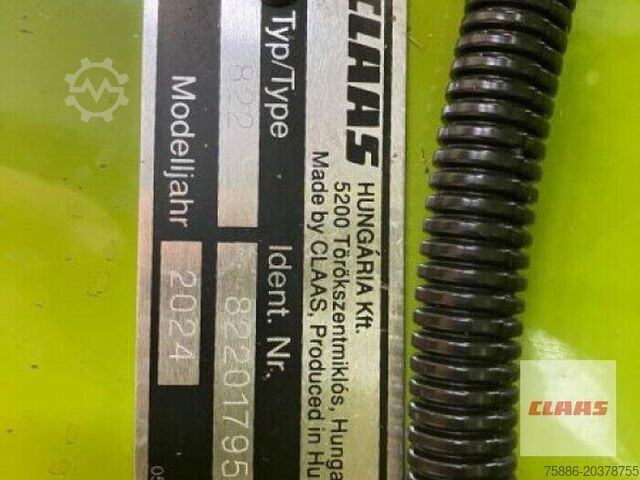 CLAAS
HUNGÁRIA Kft.
5200 Törökszentmiklós, Hunga
Made by CLAAS, Produced in Hu
Typ/Type
Ident. Nr.
822
82201795
Modelljahr
2024
05
CLAAS
75886-20378755